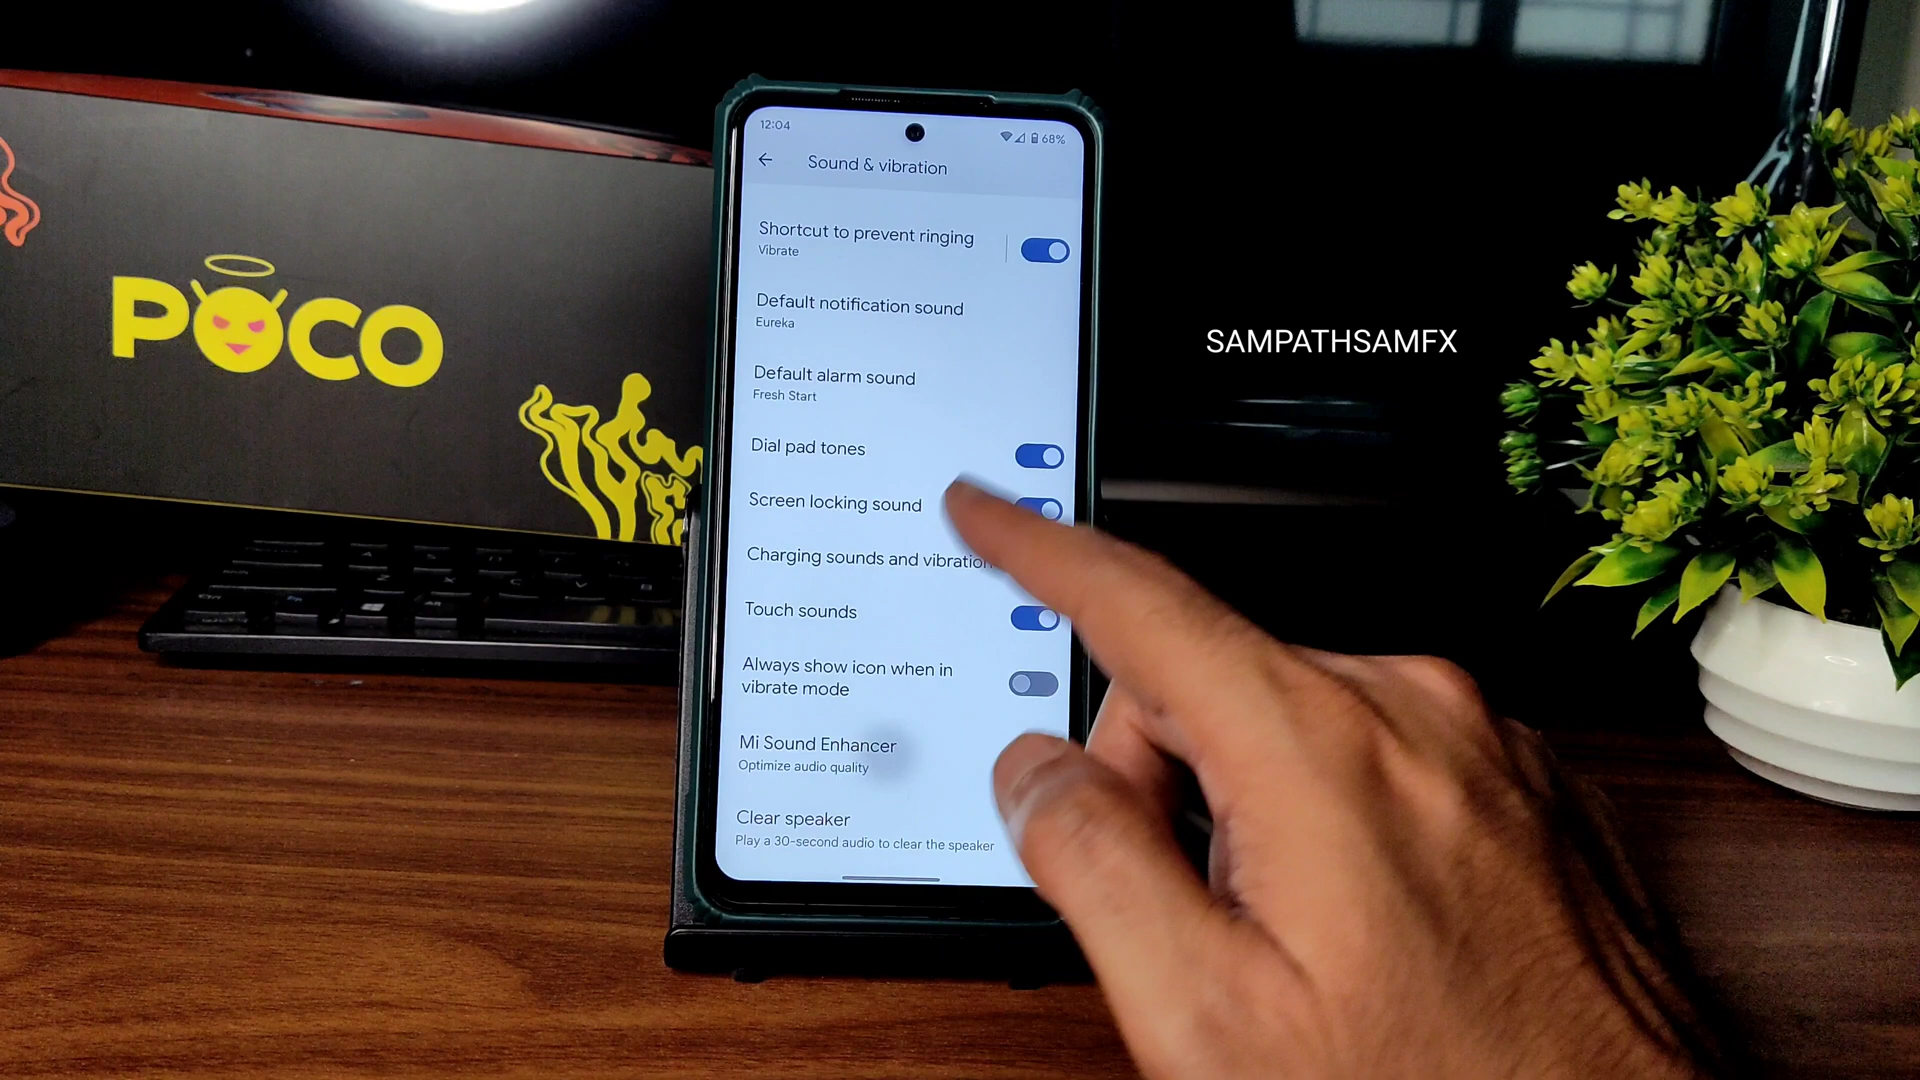 POCO
12:04
68%
Sound & vibration
Shortcut to prevent ringing
Vibrate
Default notification sound
Eureka
Default alarm sound
Fresh Start
Dial pad tones
Screen locking sound
Charging sounds and vibration
Touch sounds
Always show icon when in
vibrate mode
Mi Sound Enhancer
Optimize audio quality
Clear speaker
Play a 30-second audio to clear the speaker
SAMPATHSAMFX